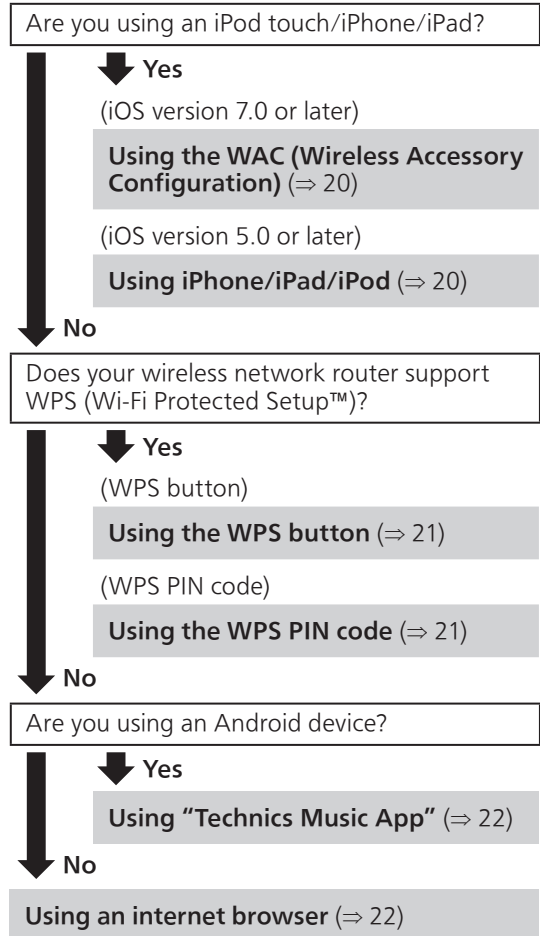 Are you using an iPod touch/iPhone/iPad?
Yes
(iOS version 7.0 or later)
Using the WAC (Wireless Accessory
Configuration) (⇒ 20)
(iOS version 5.0 or later)
Using iPhone/iPad/iPod (⇒ 20)
No
Does your wireless network router support
WPS (Wi-Fi Protected Setup™)?
Yes
(WPS button)
Using the WPS button (⇒ 21)
(WPS PIN code)
Using the WPS PIN code (⇒ 21)
No
Are you using an Android device?
Yes
Using “Technics Music App” (⇒ 22)
No
Using an internet browser (⇒ 22)